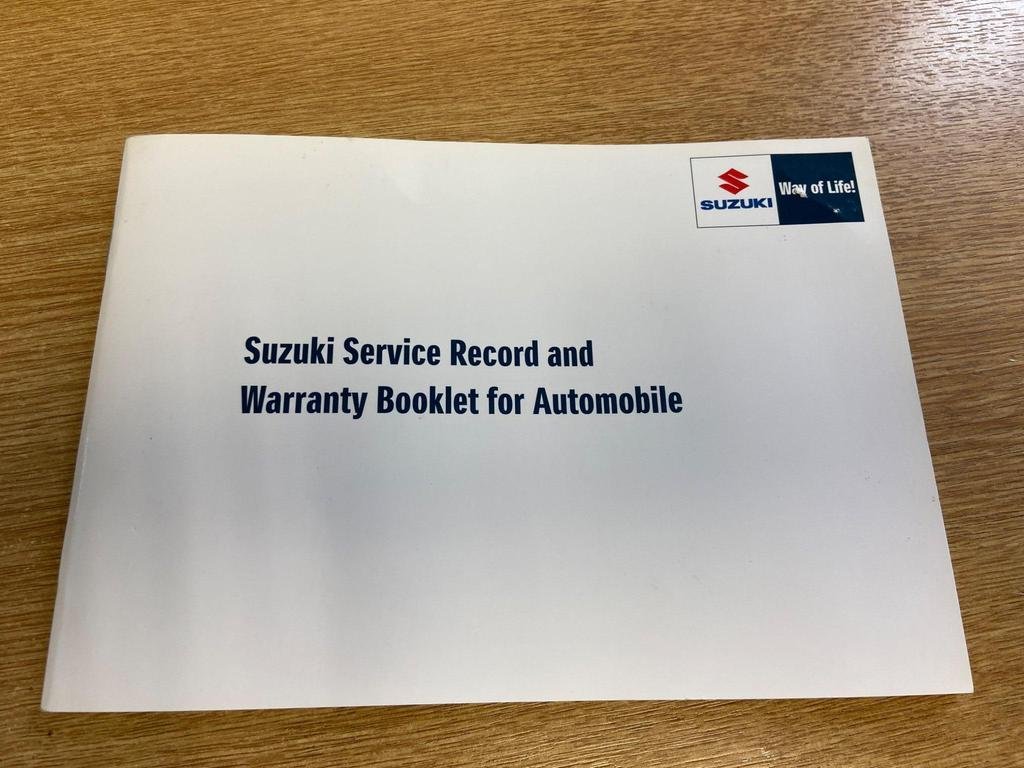 SUZUKI
Way of Life!
Suzuki Service Record and
Warranty Booklet for Automobile